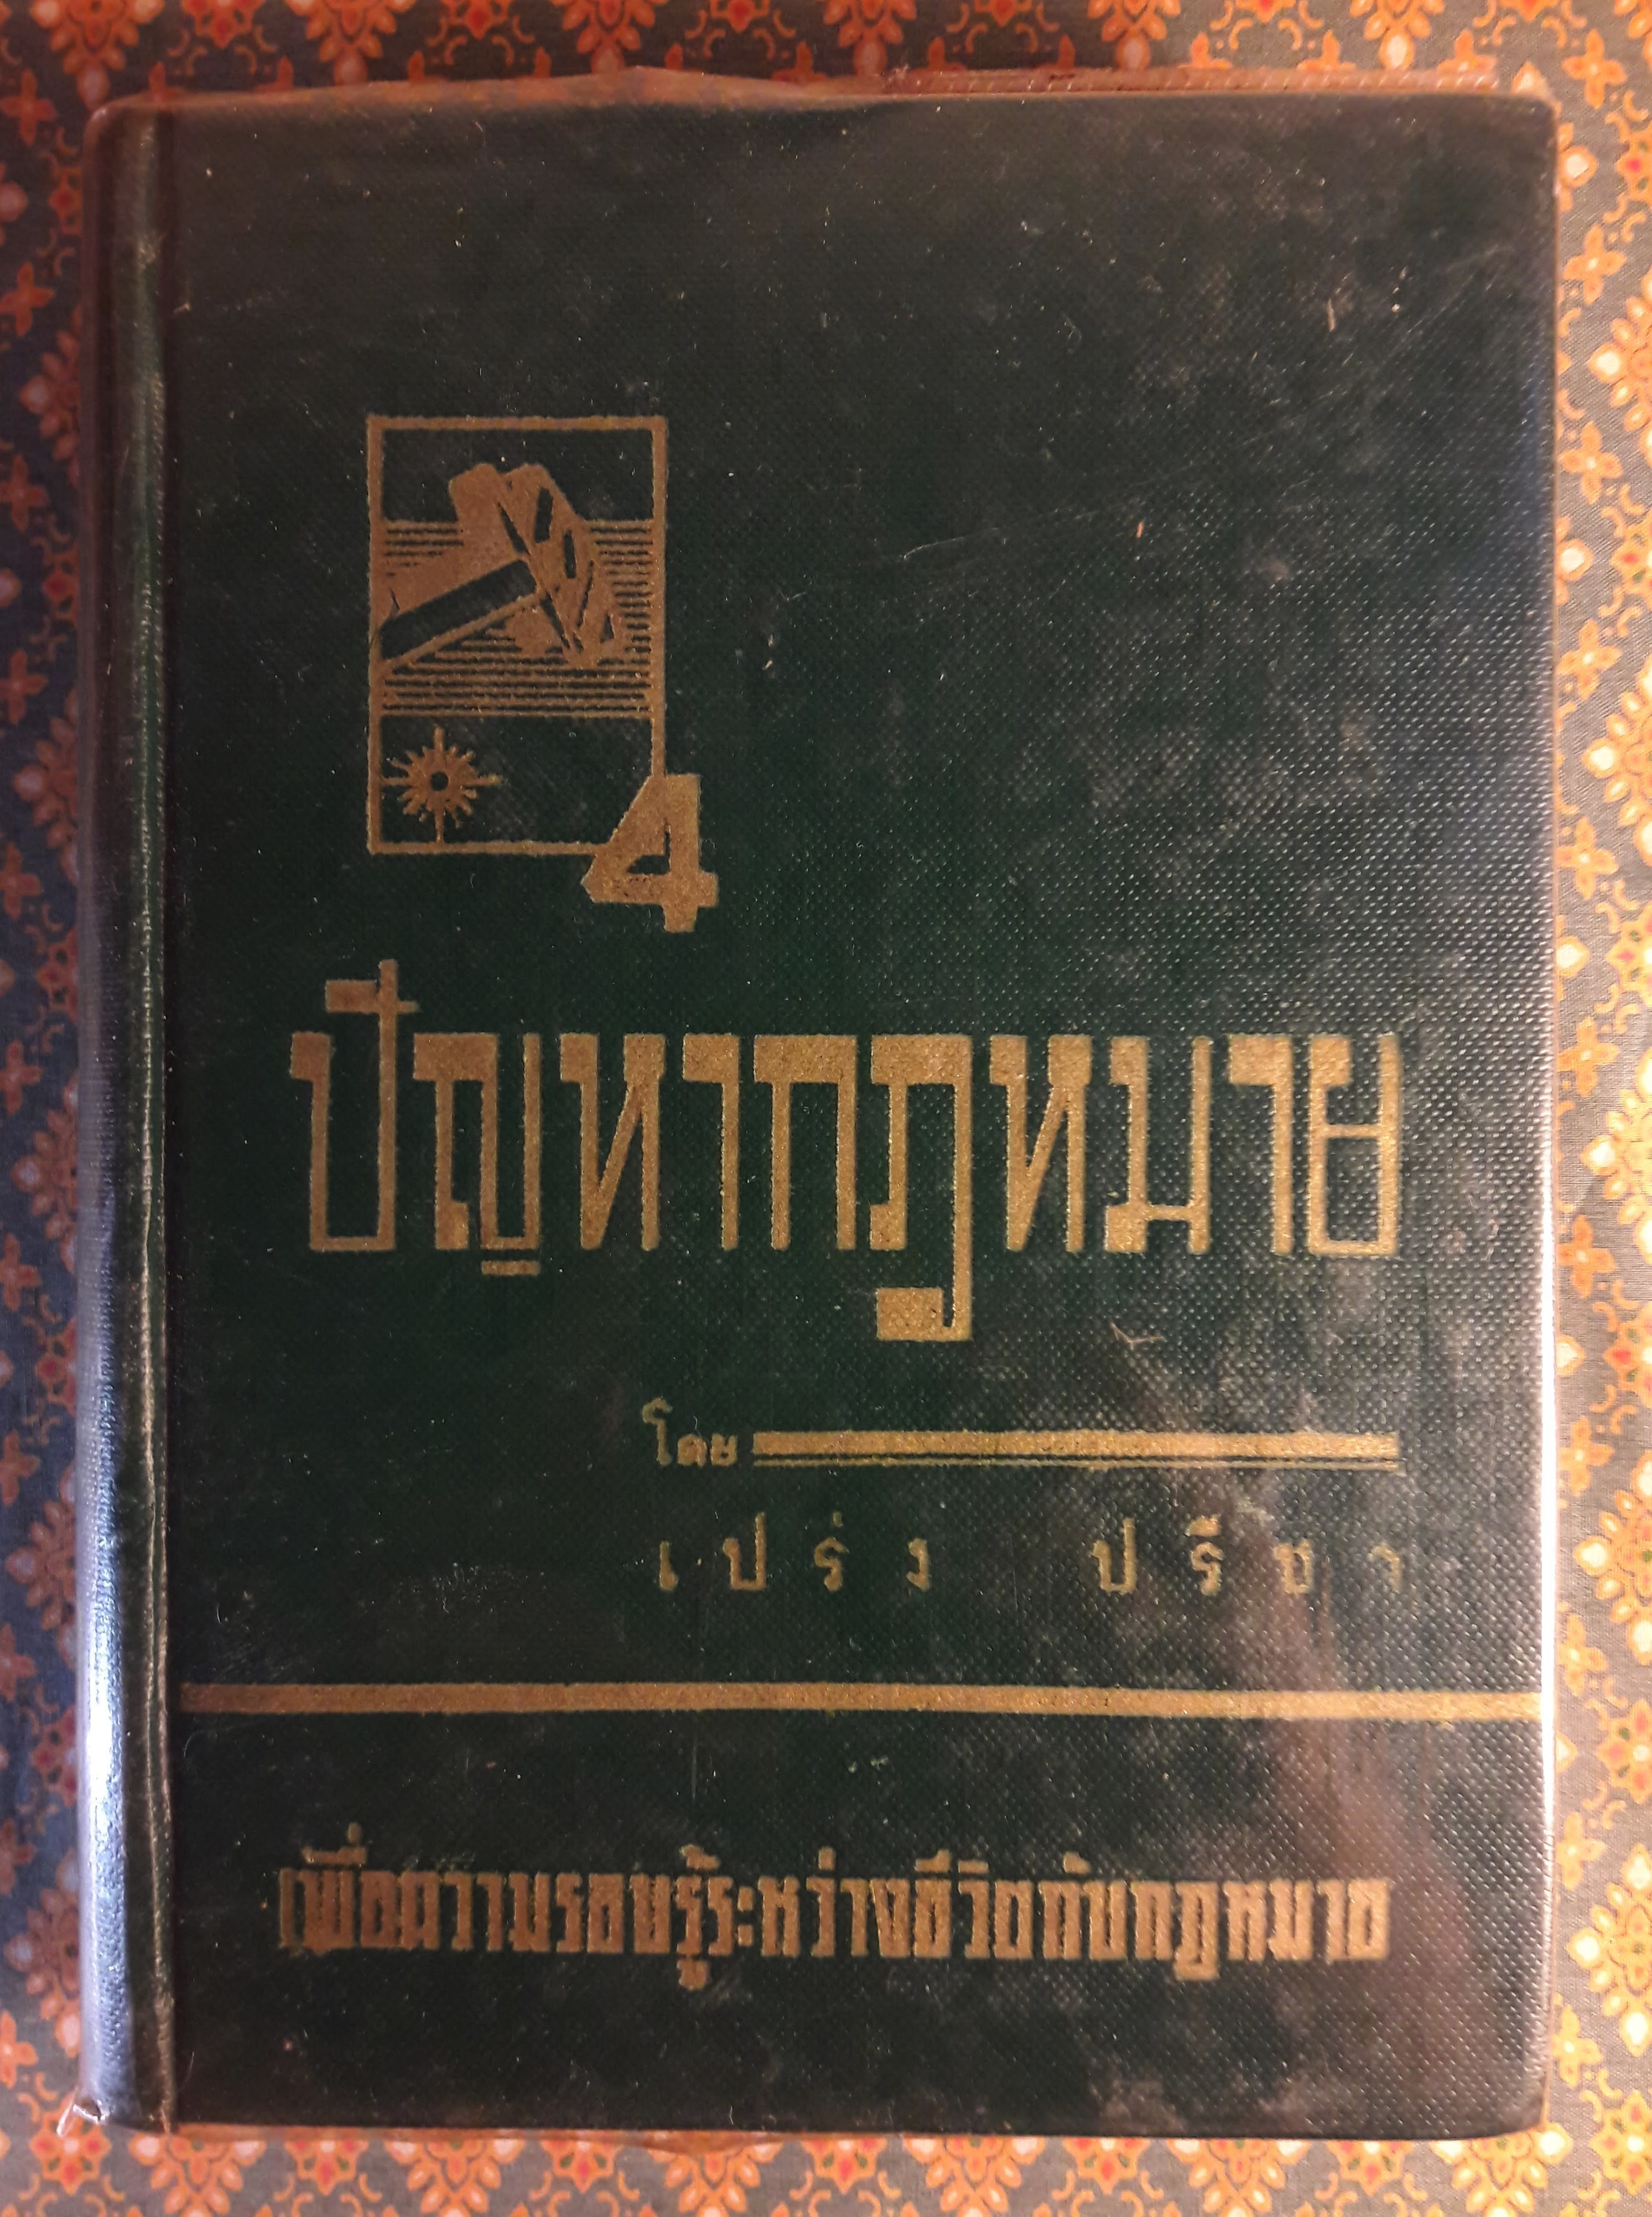 4
ปัญหากฎหมาย
โดย
เปร่ง ปรีชา
เพื่อความรอบรู้ระหว่างชีวิตกับกฎหมาย